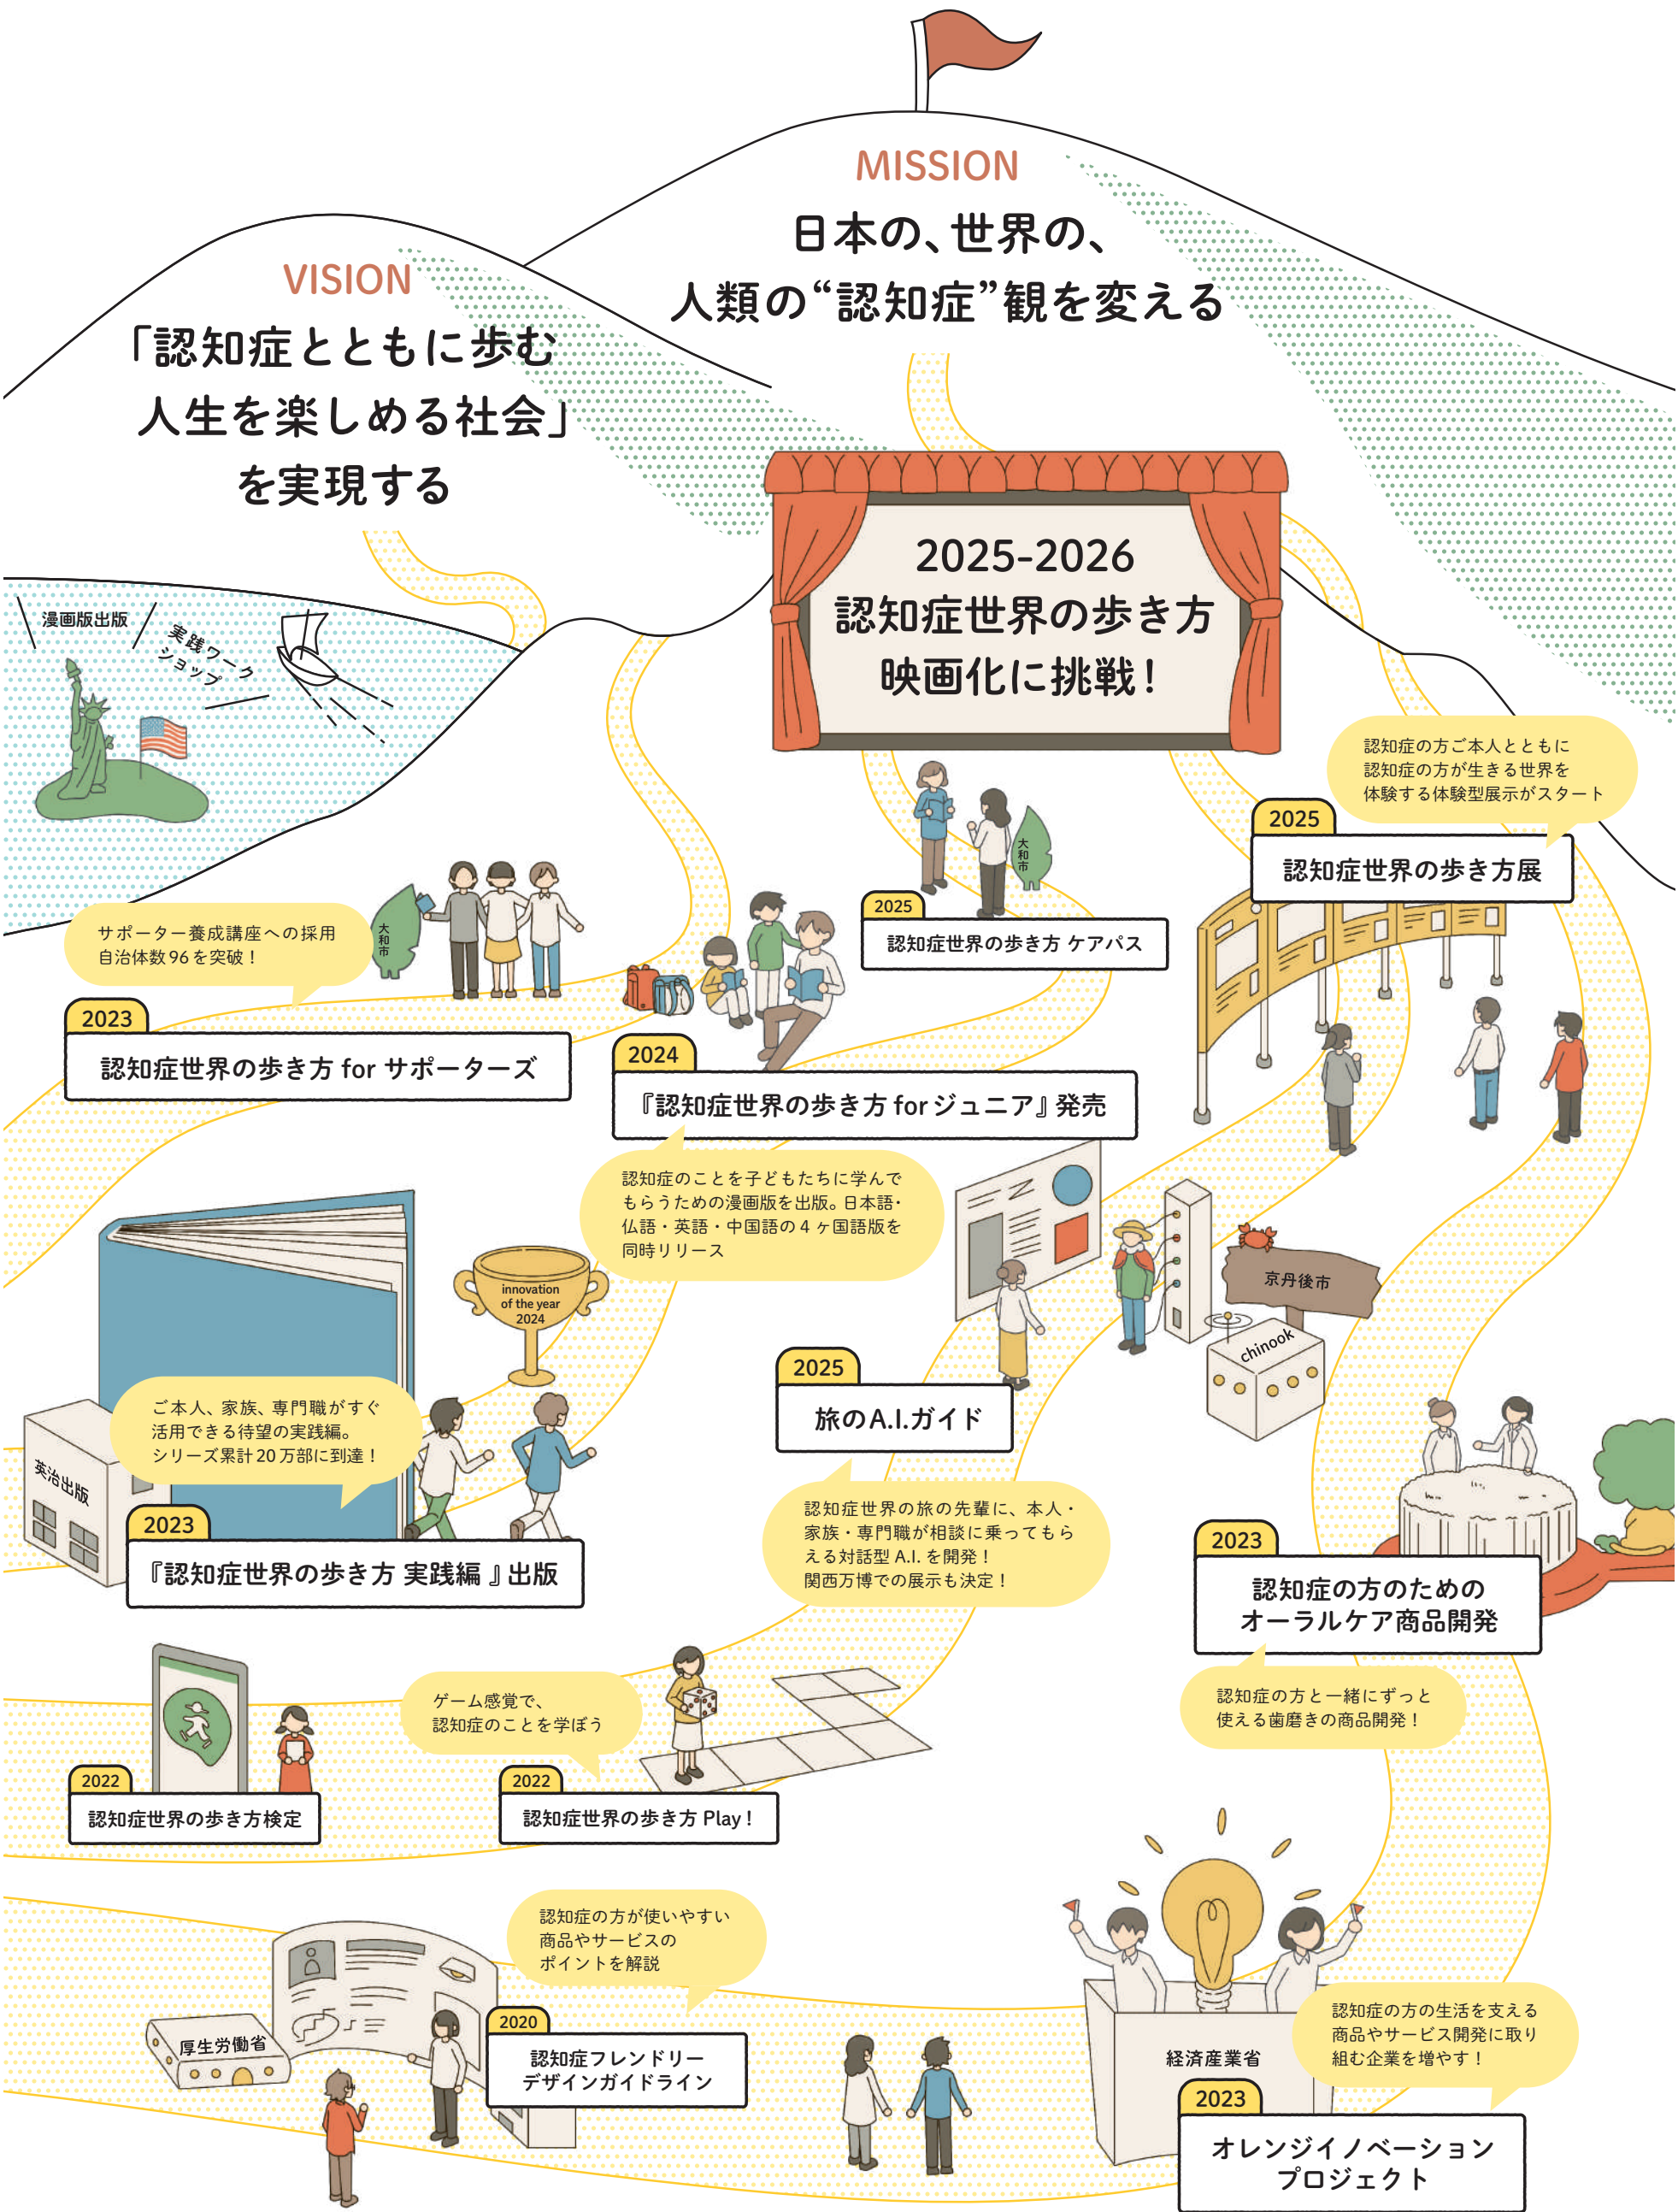 MISSION
日本の、世界の、
人類の“認知症”観を変える
VISION
「認知症とともに歩む
人生を楽しめる社会」
を実現する
2025-2026
認知症世界の歩き方
映画化に挑戦！
漫画版出版
実践ワーク
ショップ
認知症の方ご本人とともに
認知症の方が生きる世界を
体験する体験型展示がスタート
2025
認知症世界の歩き方展
大和市
2025
認知症世界の歩き方 ケアパス
サポーター養成講座への採用
自治体数96を突破！
大和市
2023
認知症世界の歩き方 for サポーターズ
2024
『認知症世界の歩き方 for ジュニア』発売
認知症のことを子どもたちに学んで
もらうための漫画版を出版。日本語・
仏語・英語・中国語の4ヶ国語版を
同時リリース
innovation
of the year
2024
京丹後市
chinook
2025
旅のA.I.ガイド
認知症世界の旅の先輩に、本人・
家族・専門職が相談に乗ってもら
える対話型 A.I. を開発！
関西万博での展示も決定！
ご本人、家族、専門職がすぐ
活用できる待望の実践編。
シリーズ累計20万部に到達！
英治出版
2023
『認知症世界の歩き方 実践編 』出版
2023
認知症の方のための
オーラルケア商品開発
認知症の方と一緒にずっと
使える歯磨きの商品開発！
ゲーム感覚で、
認知症のことを学ぼう
2022
認知症世界の歩き方検定
2022
認知症世界の歩き方 Play！
認知症の方が使いやすい
商品やサービスの
ポイントを解説
厚生労働省
2020
認知症フレンドリー
デザインガイドライン
認知症の方の生活を支える
商品やサービス開発に取り
組む企業を増やす！
経済産業省
2023
オレンジイノベーション
プロジェクト